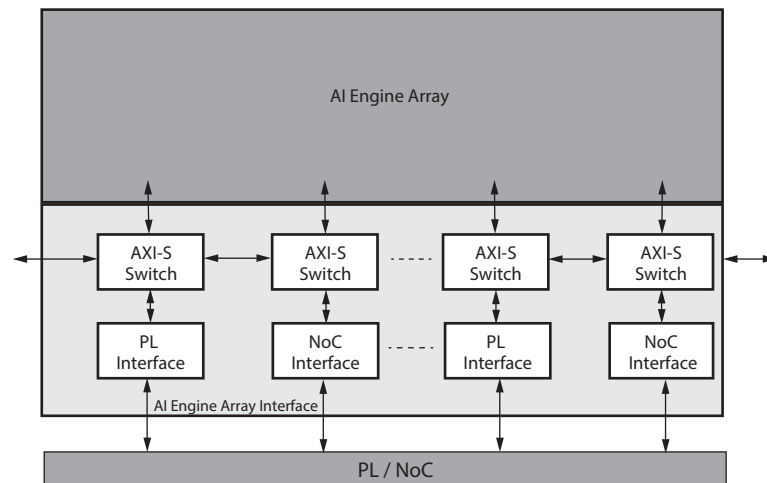 AI Engine Array
AXI-S
Switch
AXI-S
Switch
AXI-S
Switch
AXI-S
Switch
PL
Interface
NoC
Interface
PL
Interface
NoC
Interface
AI Engine Array Interface
PL / NoC